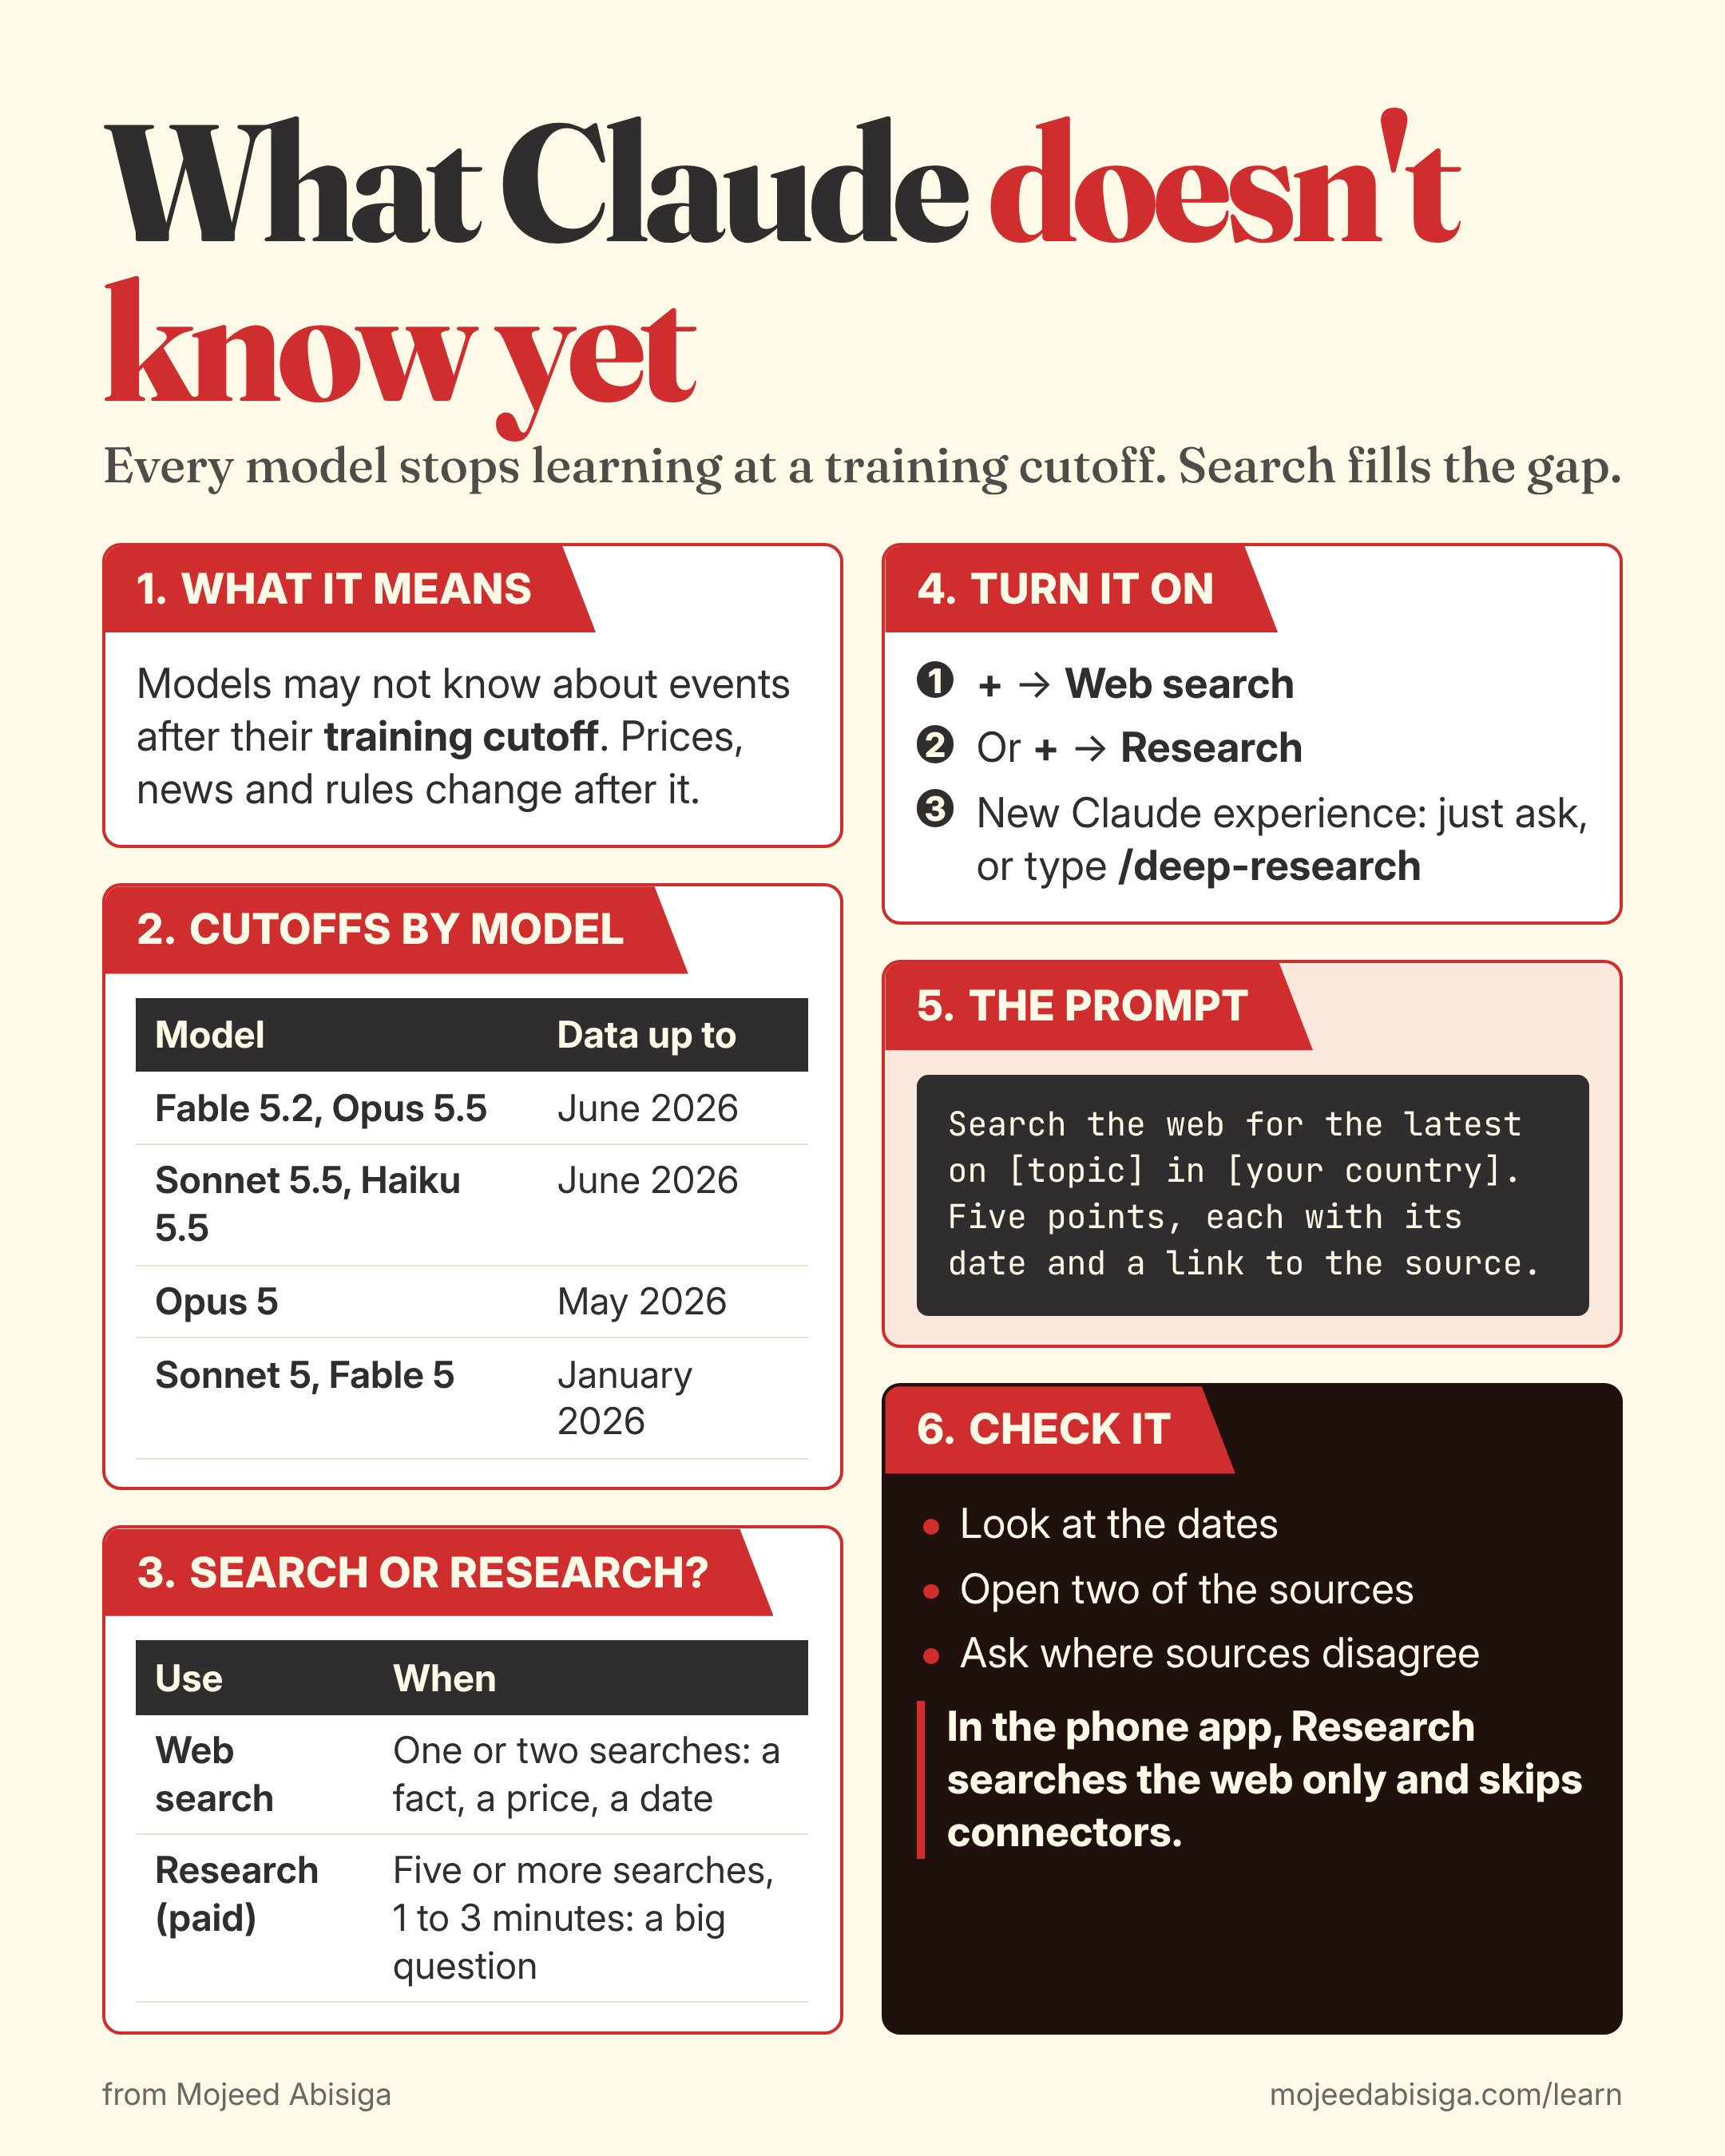 What Claude doesn't
know yet
Every model stops learning at a training cutoff. Search fills the gap.
1. WHAT IT MEANS
Models may not know about events
after their training cutoff. Prices,
news and rules change after it.
2. CUTOFFS BY MODEL
Model Data up to
Fable 5.2, Opus 5.5 June 2026
Sonnet 5.5, Haiku June 2026
5.5
Opus 5 May 2026
Sonnet 5, Fable 5 January
2026
3. SEARCH OR RESEARCH?
Use When
Web One or two searches: a
search fact, a price, a date
Research Five or more searches,
(paid) 1 to 3 minutes: a big
question
4. TURN IT ON
❶ + → Web search
❷ Or + → Research
❸ New Claude experience: just ask,
or type /deep-research
5. THE PROMPT
Search the web for the latest
on [topic] in [your country].
Five points, each with its
date and a link to the source.
6. CHECK IT
• Look at the dates
• Open two of the sources
• Ask where sources disagree
In the phone app, Research
searches the web only and skips
connectors.
from Mojeed Abisiga
mojeedabisiga.com/learn